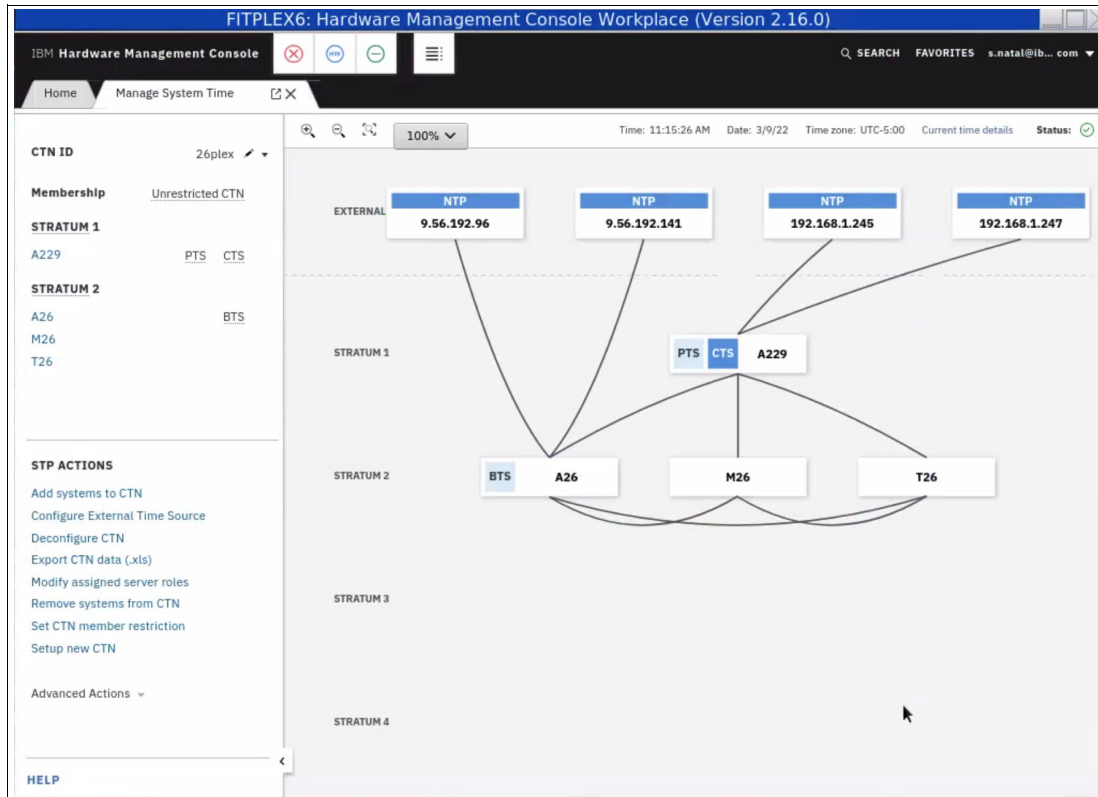 FITPLEX6: Hardware Management Console Workplace (Version 2.16.0)
IBM Hardware Management Console
SEARCH FAVORITES s.natal@ib... com
Home Manage System Time
100% Time: 11:15:26 AM Date: 3/9/22 Time zone: UTC-5:00 Current time details Status:
CTN ID 26plex
Membership Unrestricted CTN
STRATUM 1
A229 PTS CTS
STRATUM 2
A26 BTS
M26
T26
STP ACTIONS
Add systems to CTN
Configure External Time Source
Deconfigure CTN
Export CTN data (.xls)
Modify assigned server roles
Remove systems from CTN
Set CTN member restriction
Setup new CTN
Advanced Actions
HELP
EXTERNAL
NTP NTP NTP NTP
9.56.192.96 9.56.192.141 192.168.1.245 192.168.1.247
STRATUM 1 PTS CTS A229
STRATUM 2 BTS A26 M26 T26
STRATUM 3
STRATUM 4